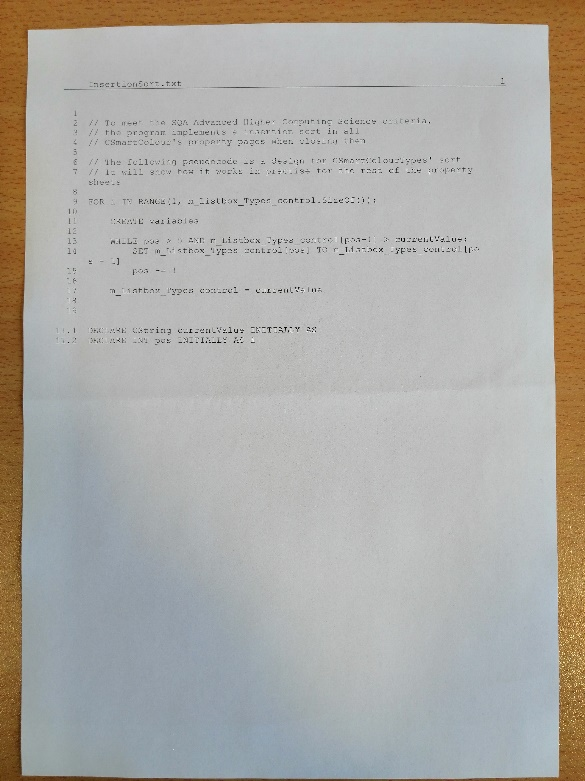 InsertionSort.txt 1
1
2 // To meet the SQA Advanced Higher Computing Science criteria,
3 // the program implements a insertion sort in all
4 // CSmartColour's property pages when closing them
5
6 // The following pseudocode is a design for CSmartColourTypes' sort
7 // It will show how it works in practise for the rest of the property
sheets
8
9 FOR i IN RANGE(1, m_listbox_Types_control.SizeOf()):
10
11 CREATE variables
12
13 WHILE pos > 0 AND m_Listbox_Types_control[pos-1] > currentValue:
14 SET m_Listbox_Types_control[pos] TO m_Listbox_Types_control[po
s - 1]
15 pos -= 1
16
17 m_Listbox_Types_control = currentValue
18
19
11.1 DECLARE CString currentValue INITIALLY AS
11.2 DECLARE INT pos INITIALLY AS i